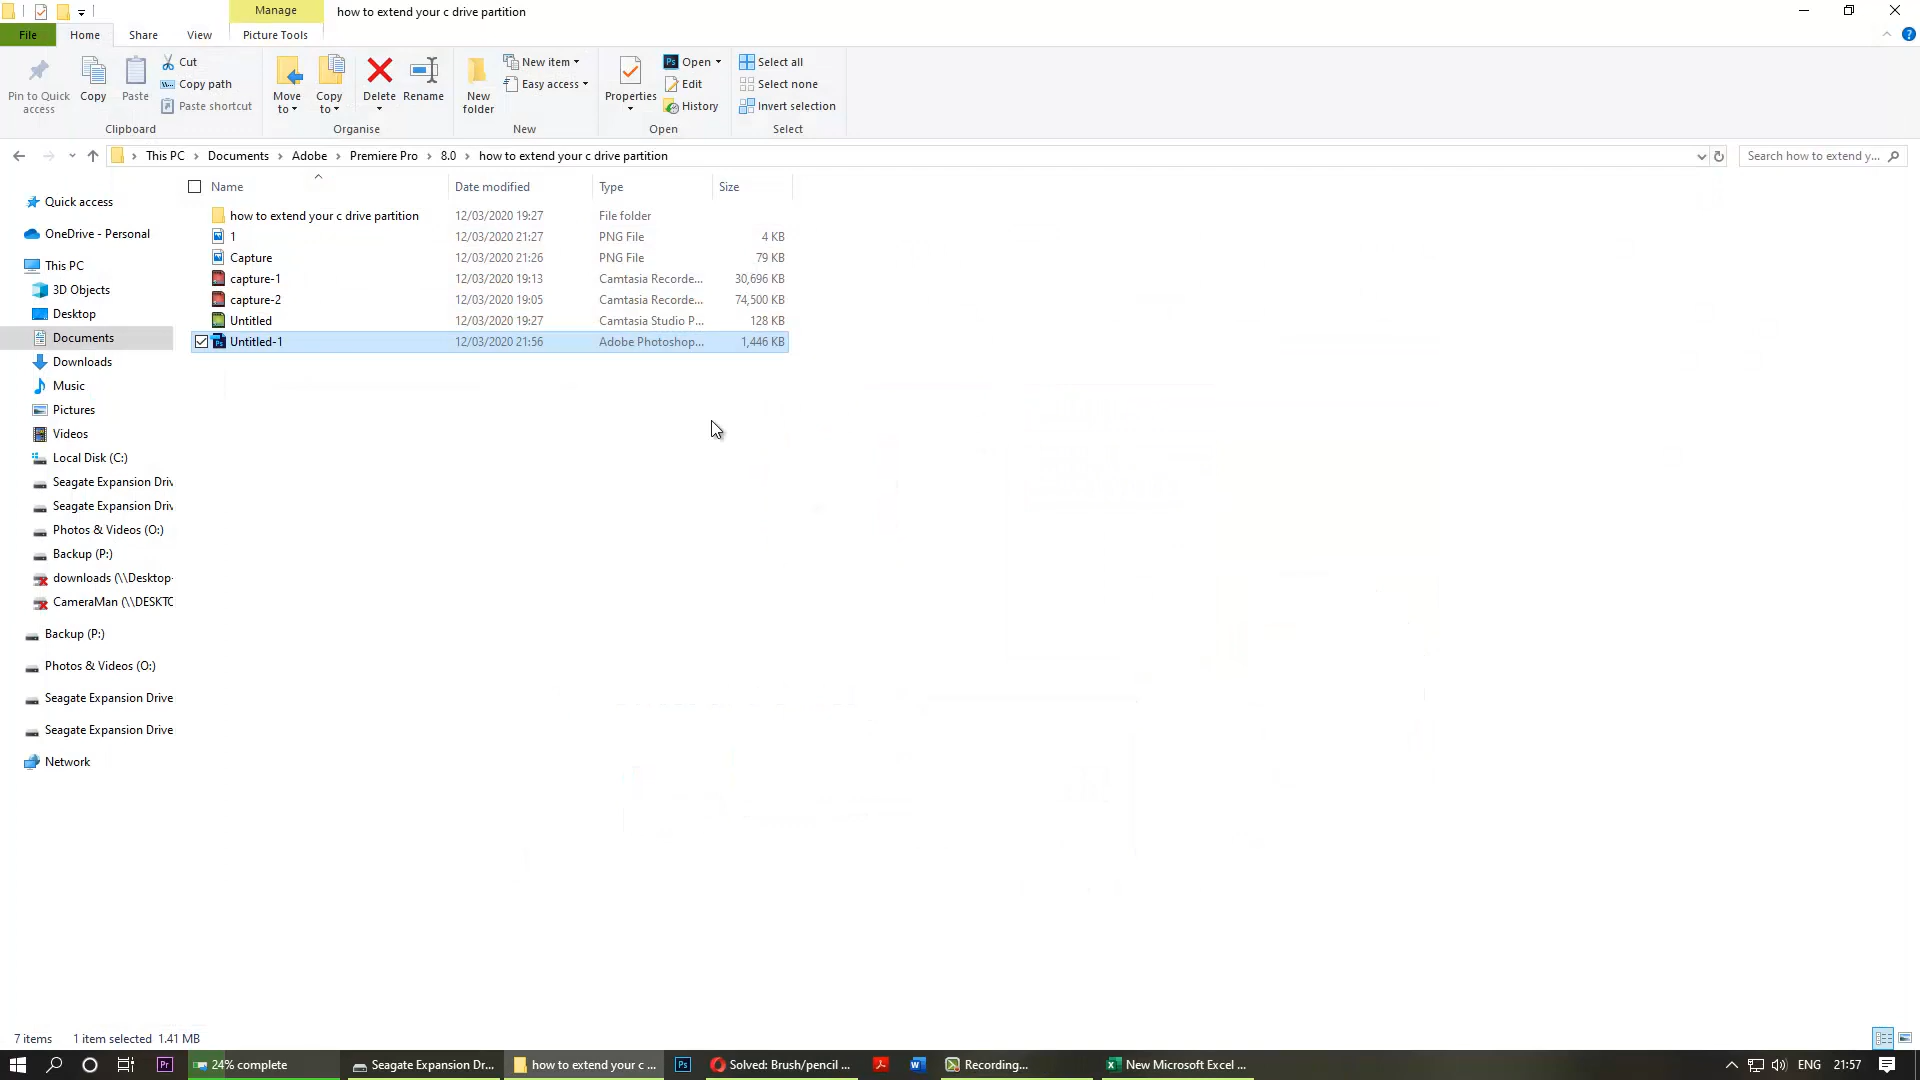 Manage
how to extend your c drive partition
File
Home
Share
View
Picture Tools
Pin to Quick access
Copy
Paste
Cut
Copy path
Paste shortcut
Clipboard
Move to
Copy to
Delete
Rename
Organise
New folder
New item
Easy access
New
Properties
Open
Edit
History
Open
Select all
Select none
Invert selection
Select
This PC > Documents > Adobe > Premiere Pro > 8.0 > how to extend your c drive partition
Search how to extend y...
Name
Date modified
Type
Size
how to extend your c drive partition 12/03/2020 19:27 File folder
1 12/03/2020 21:27 PNG File 4 KB
Capture 12/03/2020 21:26 PNG File 79 KB
capture-1 12/03/2020 19:13 Camtasia Recorde... 30,696 KB
capture-2 12/03/2020 19:05 Camtasia Recorde... 74,500 KB
Untitled 12/03/2020 19:27 Camtasia Studio P... 128 KB
Untitled-1 12/03/2020 21:56 Adobe Photoshop... 1,446 KB
Quick access
OneDrive - Personal
This PC
3D Objects
Desktop
Documents
Downloads
Music
Pictures
Videos
Local Disk (C:)
Seagate Expansion Driv
Seagate Expansion Driv
Photos & Videos (O:)
Backup (P:)
downloads (\\Desktop-
CameraMan (\\DESKTO
Backup (P:)
Photos & Videos (O:)
Seagate Expansion Drive
Seagate Expansion Drive
Network
7 items 1 item selected 1.41 MB
Pr
24% complete
Seagate Expansion Dr...
how to extend your c ...
Ps
Solved: Brush/pencil ...
Recording...
New Microsoft Excel ...
ENG
21:57